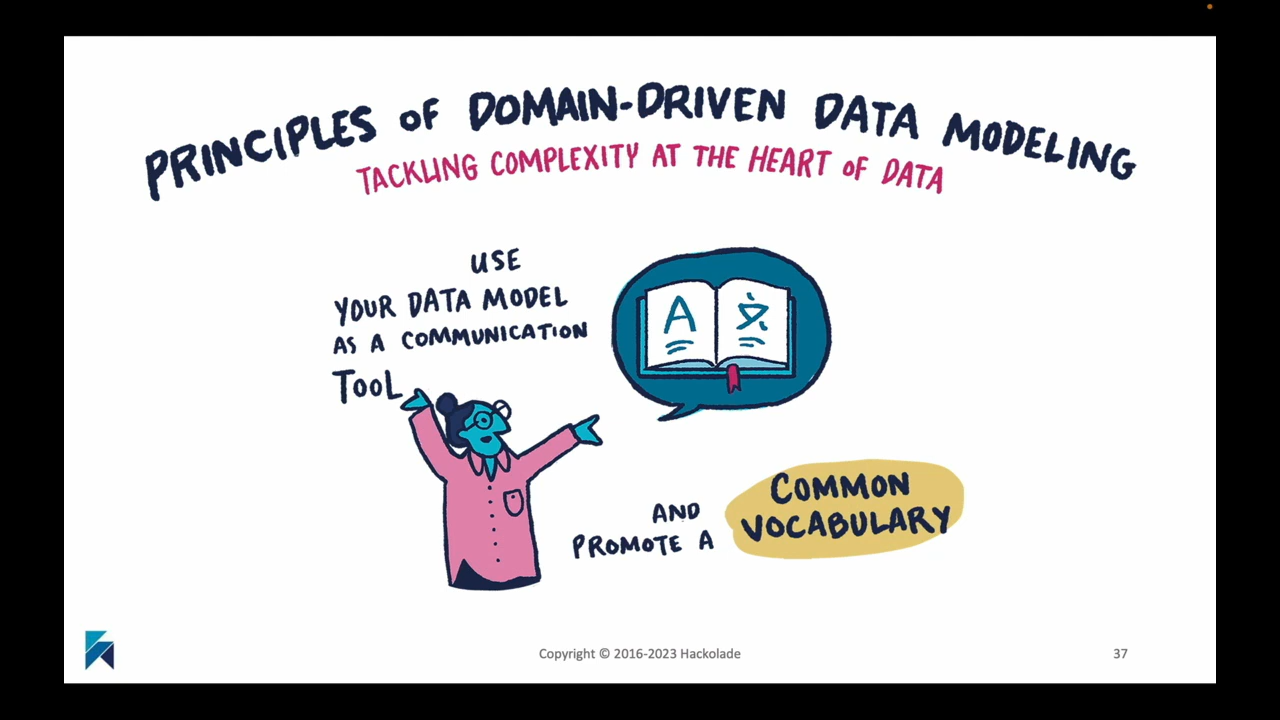 PRINCIPLES OF DOMAIN-DRIVEN DATA MODELING
TACKLING COMPLEXITY AT THE HEART OF DATA
USE
YOUR DATA MODEL
AS A COMMUNICATION
TOOL
A 文
AND
PROMOTE A
COMMON
VOCABULARY
Copyright © 2016-2023 Hackolade
37